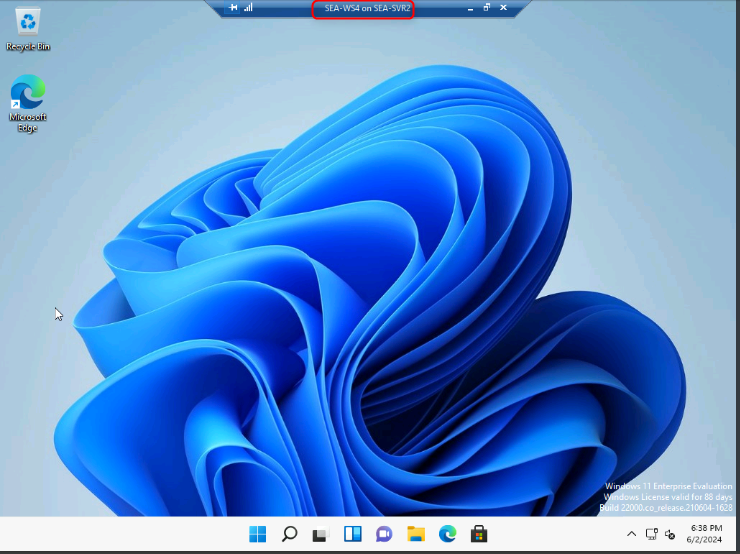 SEA-WS4 on SEA-SVR2
Recycle Bin
Microsoft
Edge
Windows 11 Enterprise Evaluation
Windows License valid for 88 days
Build 22000.co_release.210604-1628
6:38 PM
6/2/2024